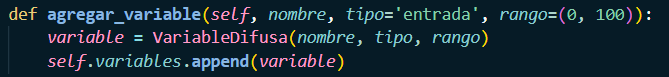 def agregar_variable(self, nombre, tipo='entrada', rango=(0, 100)):
    variable = VariableDifusa(nombre, tipo, rango)
    self.variables.append(variable)